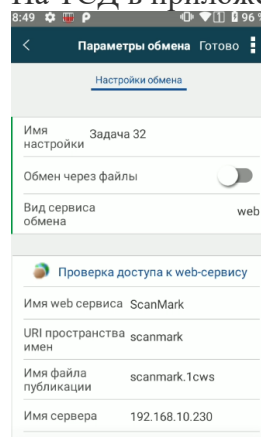 На ТСД в приложе
8:49 96 %
Параметры обмена Готово
Настройки обмена
Имя настройки Задача 32
Обмен через файлы
Вид сервиса обмена web
Проверка доступа к web-сервису
Имя web сервиса ScanMark
URI пространства имен scanmark
Имя файла публикации scanmark.1cws
Имя сервера 192.168.10.230